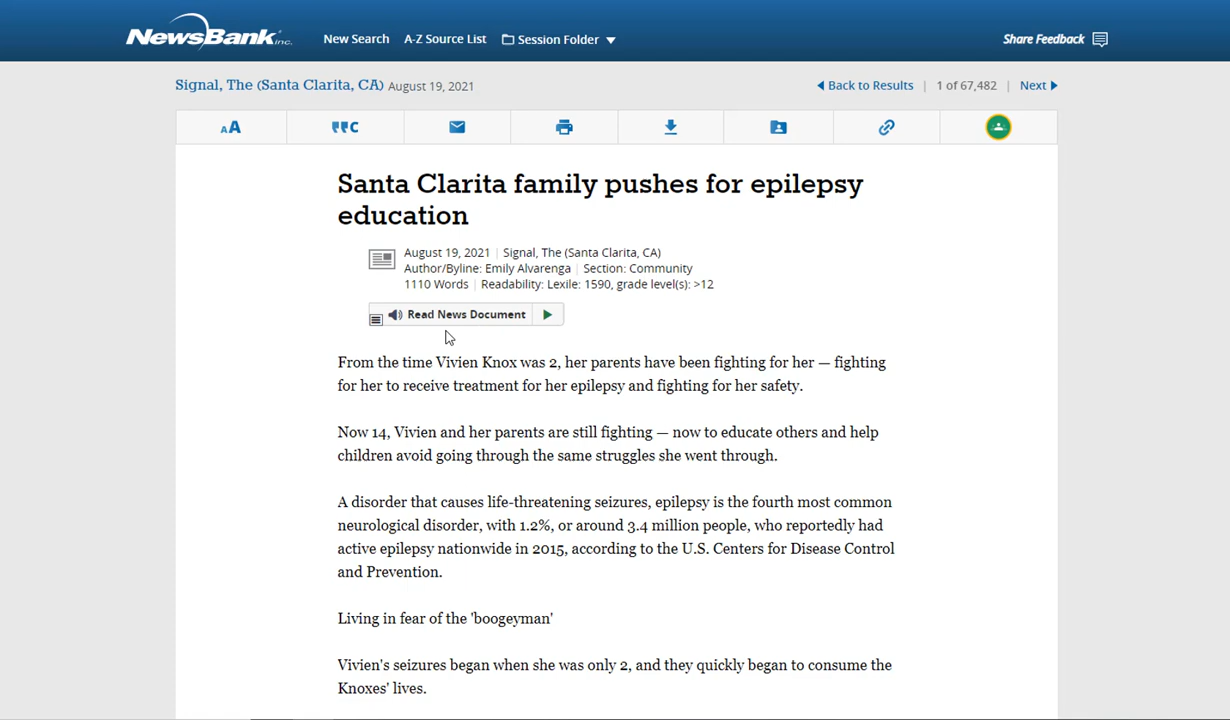 NewsBank inc. New Search A-Z Source List Session Folder Share Feedback
Signal, The (Santa Clarita, CA) August 19, 2021 Back to Results | 1 of 67,482 | Next
AA C
Santa Clarita family pushes for epilepsy
education
August 19, 2021 | Signal, The (Santa Clarita, CA)
Author/Byline: Emily Alvarenga | Section: Community
1110 Words | Readability: Lexile: 1590, grade level(s): >12
Read News Document
From the time Vivien Knox was 2, her parents have been fighting for her — fighting
for her to receive treatment for her epilepsy and fighting for her safety.
Now 14, Vivien and her parents are still fighting — now to educate others and help
children avoid going through the same struggles she went through.
A disorder that causes life-threatening seizures, epilepsy is the fourth most common
neurological disorder, with 1.2%, or around 3.4 million people, who reportedly had
active epilepsy nationwide in 2015, according to the U.S. Centers for Disease Control
and Prevention.
Living in fear of the 'boogeyman'
Vivien's seizures began when she was only 2, and they quickly began to consume the
Knoxes' lives.